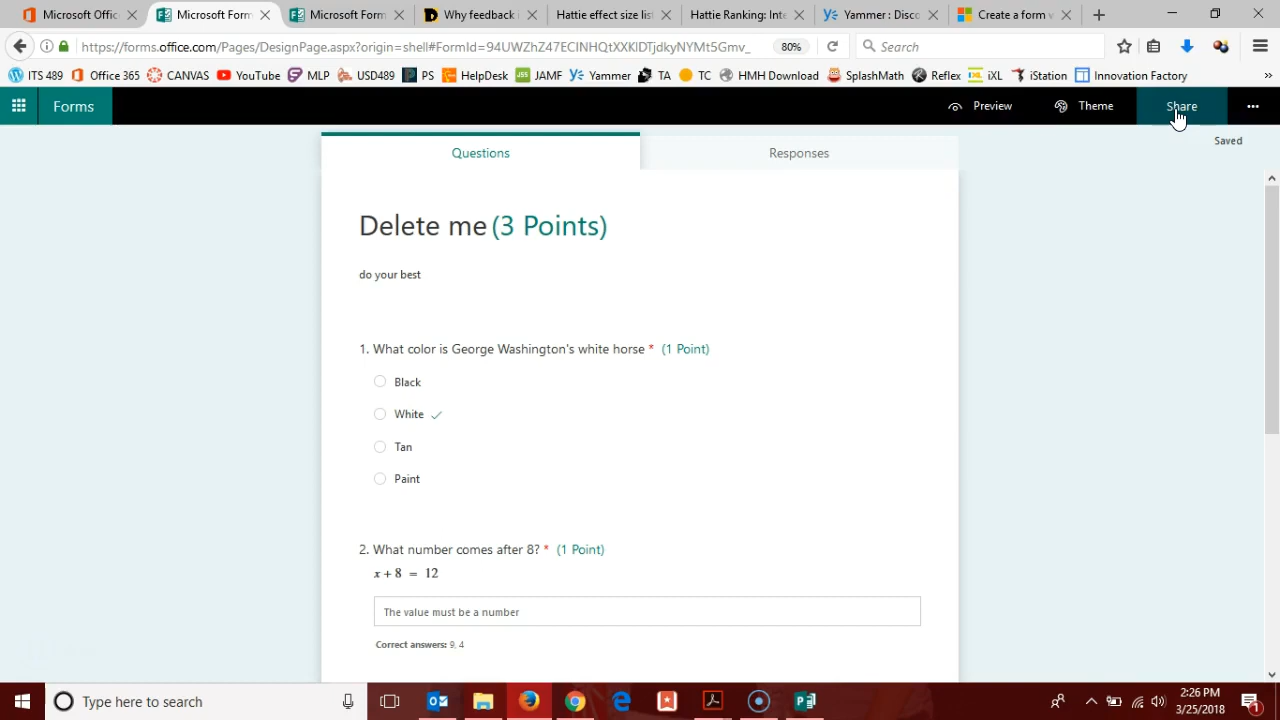 Microsoft Offic
Microsoft Forr
Microsoft Form
Why feedback i
Hattie effect size list
Hattie Ranking: Inte
Yammer : Disco
Create a form v
https://forms.office.com/Pages/DesignPage.aspx?origin=shell#FormId=94UWZhZ47ECINHQtXXKlDTjdkyNYMt5Gmv_
80%
Search
ITS 489
Office 365
CANVAS
YouTube
MLP
USD489
PS
HelpDesk
JAMF
Yammer
TA
TC
HMH Download
SplashMath
Reflex
iXL
iStation
Innovation Factory
Forms
Preview
Theme
Share
Saved
Questions
Responses
Delete me (3 Points)
do your best
1. What color is George Washington's white horse * (1 Point)
Black
White
Tan
Paint
2. What number comes after 8? * (1 Point)
x + 8 = 12
The value must be a number
Correct answers: 9, 4
Type here to search
2:26 PM
3/25/2018